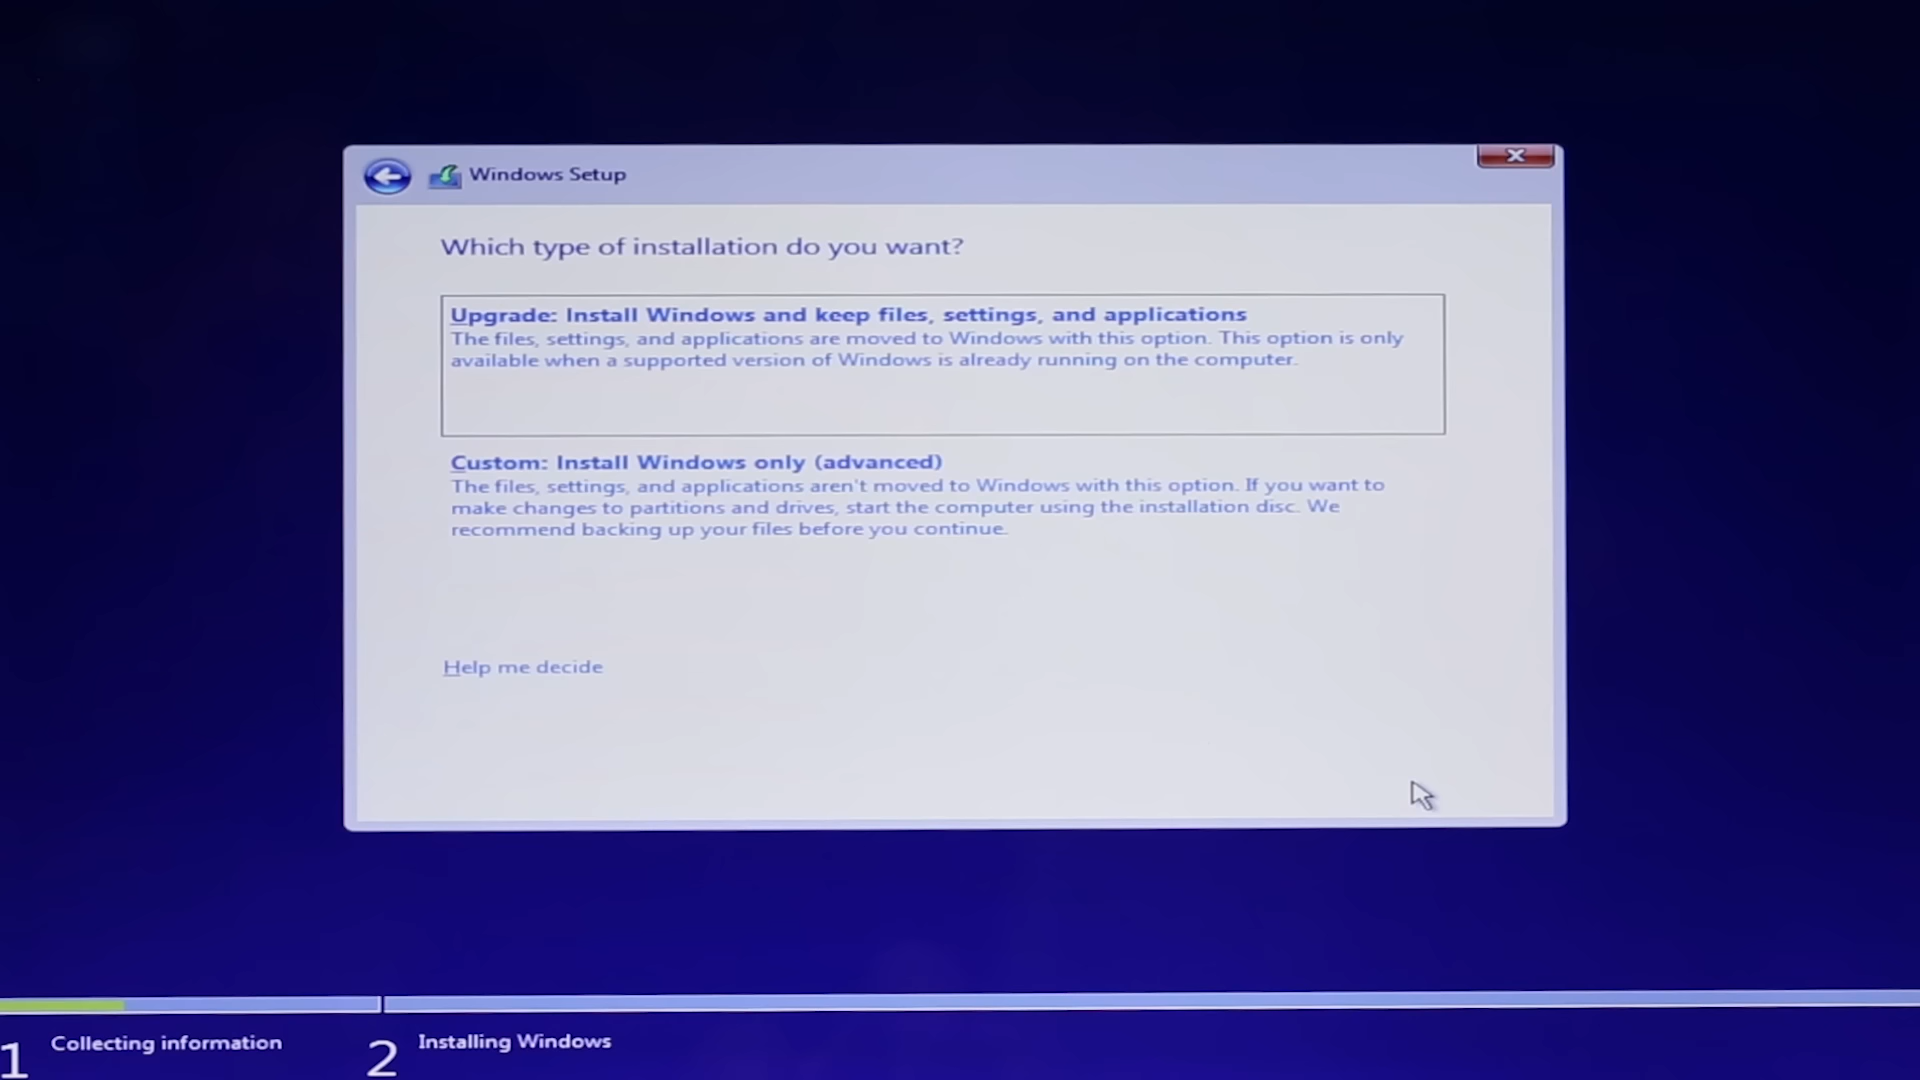 Windows Setup
Which type of installation do you want?
Upgrade: Install Windows and keep files, settings, and applications
The files, settings, and applications are moved to Windows with this option. This option is only
available when a supported version of Windows is already running on the computer.
Custom: Install Windows only (advanced)
The files, settings, and applications aren't moved to Windows with this option. If you want to
make changes to partitions and drives, start the computer using the installation disc. We
recommend backing up your files before you continue.
Help me decide
1 Collecting information
2 Installing Windows